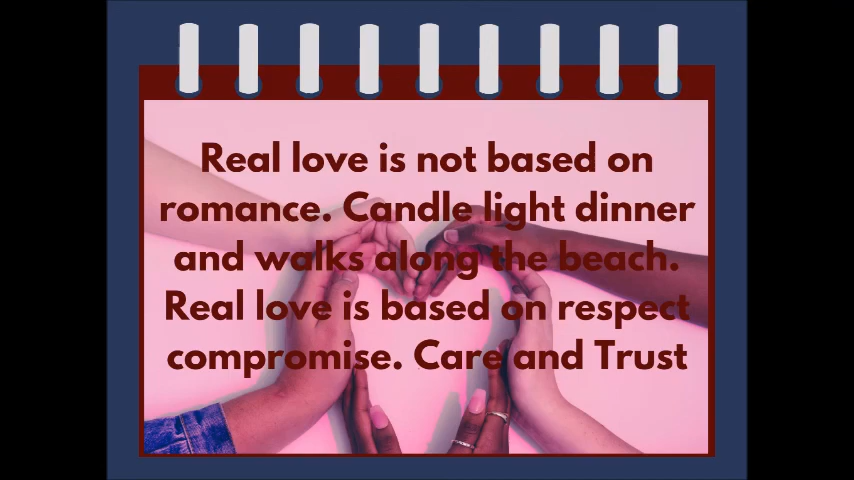 Real love is not based on
romance. Candle light dinner
and walks along the beach.
Real love is based on respect
compromise. Care and Trust